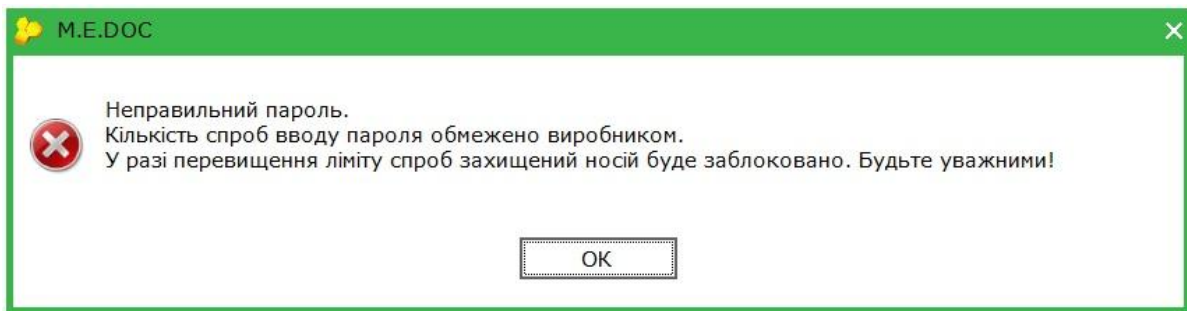 M.E.DOC
Неправильний пароль.
Кількість спроб вводу пароля обмежено виробником.
У разі перевищення ліміту спроб захищений носій буде заблоковано. Будьте уважними!
ОК